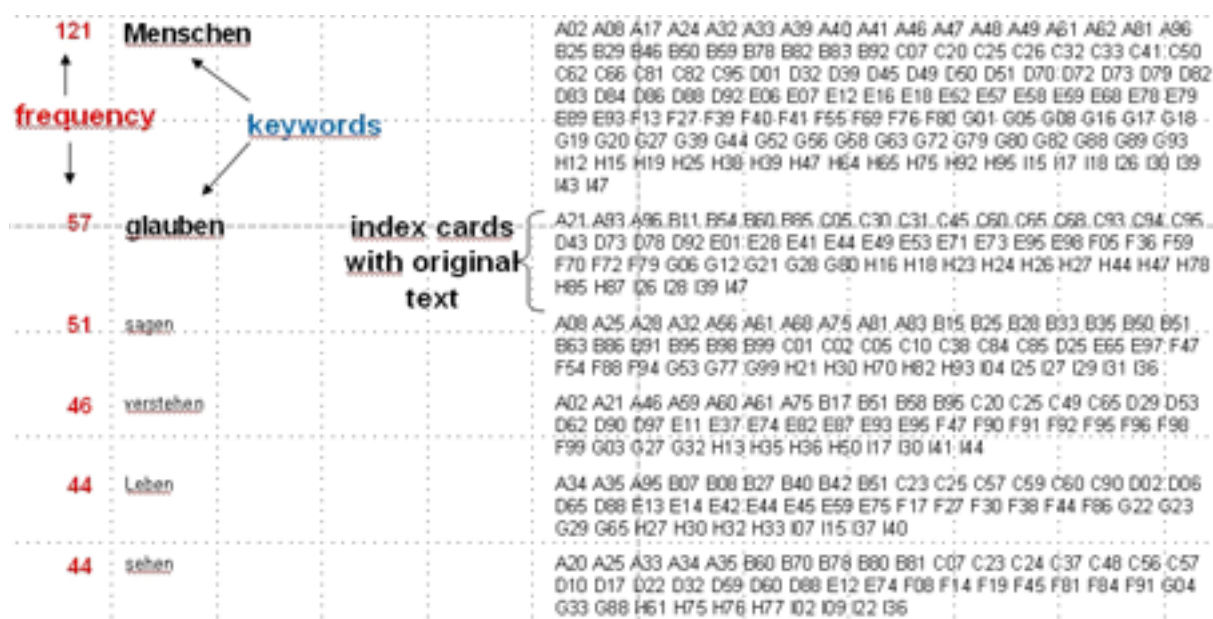 121 Menschen A02 A08 A17 A24 A32 A33 A39 A40 A41 A46 A47 A48 A49 A61 A62 A81 A96
B25 B29 B46 B50 B59 B78 B82 B83 B92 C07 C20 C25 C26 C32 C33 C41 C50
C62 C66 C81 C82 C95 D01 D32 D39 D45 D49 D50 D51 D70 D72 D73 D79 D82
frequency keywords D83 D84 D86 D88 D92 E06 E07 E12 E16 E18 E52 E57 E58 E59 E68 E78 E79
E89 E93 F13 F27 F39 F40 F41 F55 F69 F76 F80 G01 G05 G08 G16 G17 G18
G19 G20 G27 G39 G44 G52 G56 G58 G63 G72 G79 G80 G82 G88 G89 G93
H12 H15 H19 H25 H38 H39 H47 H64 H65 H75 H92 H95 I15 I17 I18 I26 I30 I39
I43 I47
57 glauben index cards A21 A93 A96 B11 B54 B60 B85 C05 C30 C31 C45 C60 C65 C68 C93 C94 C95
with original D43 D73 D78 D92 E01 E28 E41 E44 E49 E53 E71 E73 E95 E98 F05 F36 F59
text F70 F72 F79 G06 G12 G21 G28 G80 H16 H18 H23 H24 H26 H27 H44 H47 H78
H85 H87 I26 I28 I39 I47
51 sagen A08 A25 A28 A32 A56 A61 A68 A75 A81 A83 B15 B25 B28 B33 B35 B50 B51
B63 B86 B91 B95 B98 B99 C01 C02 C05 C10 C38 C84 C85 D25 E65 E97 F47
F54 F88 F94 G53 G77 G99 H21 H30 H70 H82 H93 I04 I25 I27 I29 I31 I36
46 verstehen A02 A21 A46 A59 A60 A61 A75 B17 B51 B58 B95 C20 C25 C49 C65 D29 D53
D62 D90 D97 E11 E37 E74 E82 E87 E93 E95 F47 F90 F91 F92 F95 F96 F98
F99 G03 G27 G32 H13 H35 H36 H50 I17 I30 I41 I44
44 Leben A34 A35 A95 B07 B08 B27 B40 B42 B51 C23 C25 C57 C59 C60 C90 D02 D06
D65 D88 E13 E14 E42 E44 E45 E59 E75 F17 F27 F30 F38 F44 F86 G22 G23
G29 G65 H27 H30 H32 H33 I07 I15 I37 I40
44 sehen A20 A25 A33 A34 A35 B60 B70 B78 B80 B81 C07 C23 C24 C37 C48 C56 C57
D10 D17 D22 D32 D59 D60 D88 E12 E74 F08 F14 F19 F45 F81 F84 F91 G04
G33 G88 H61 H75 H76 H77 I02 I09 I22 I36